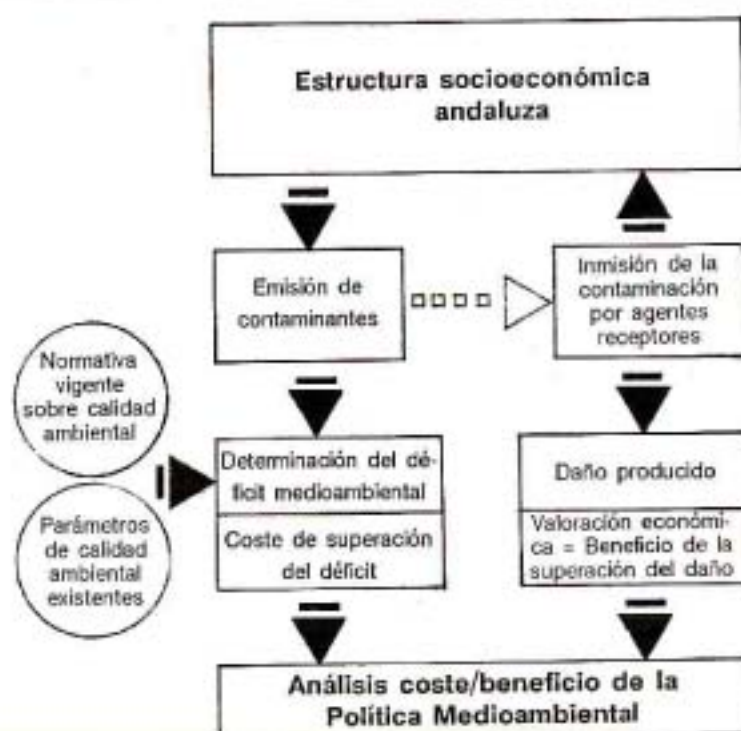 Estructura socioeconómica
andaluza
Emisión de
contaminantes
Inmisión de la
contaminación
por agentes
receptores
Normativa
vigente
sobre calidad
ambiental
Parámetros
de calidad
ambiental
existentes
Determinación del dé-
ficit medioambiental
Coste de superación
del déficit
Daño producido
Valoración económi-
ca = Beneficio de la
superación del daño
Análisis coste/beneficio de la
Política Medioambiental